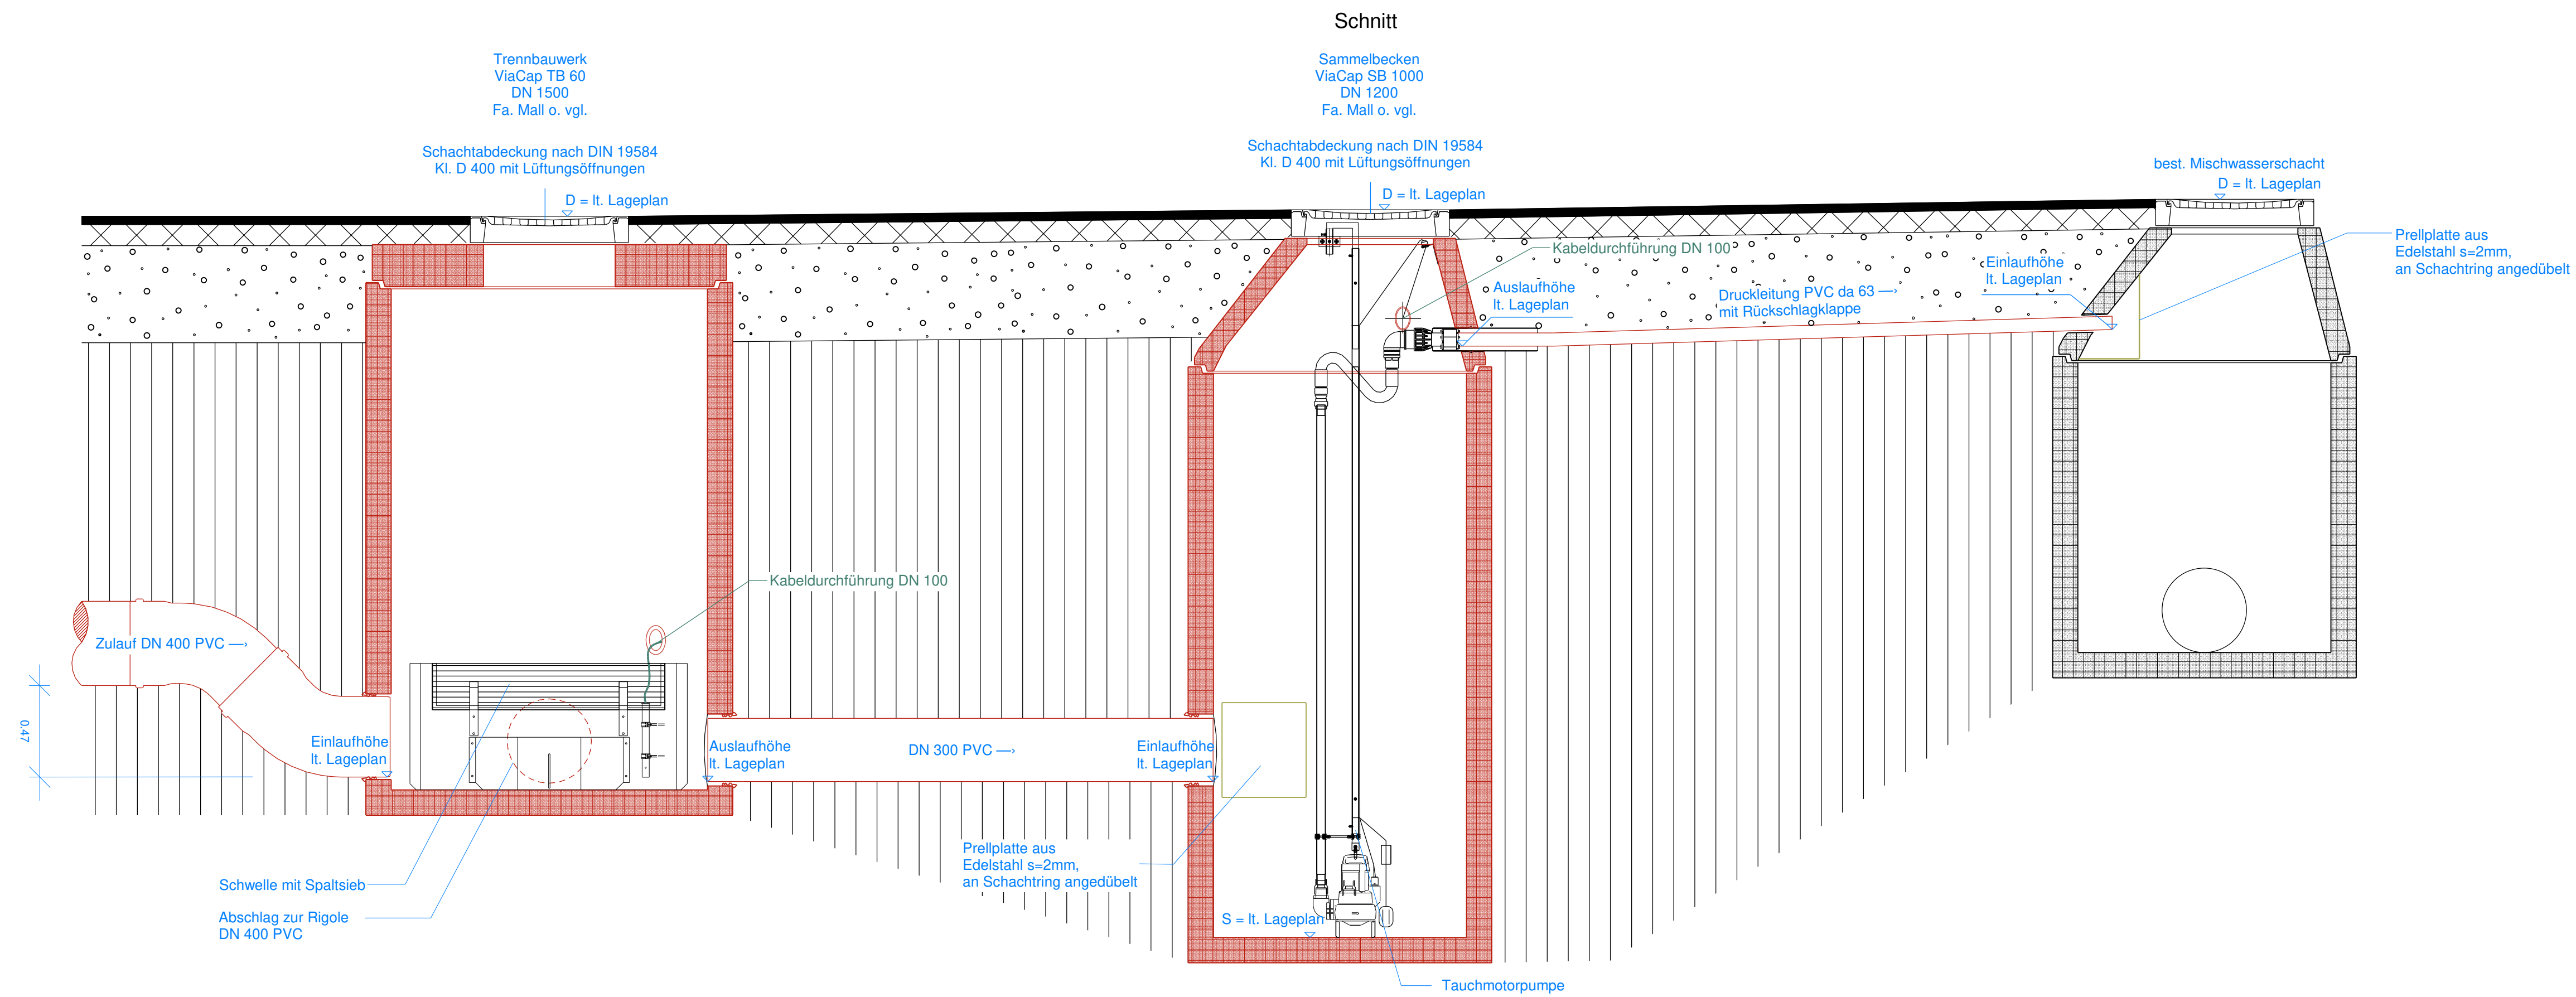 Schnitt
Trennbauwerk
ViaCap TB 60
DN 1500
Fa. Mall o. vgl.
Schachtabdeckung nach DIN 19584
Kl. D 400 mit Lüftungsöffnungen
D = lt. Lageplan
Sammelbecken
ViaCap SB 1000
DN 1200
Fa. Mall o. vgl.
Schachtabdeckung nach DIN 19584
Kl. D 400 mit Lüftungsöffnungen
D = lt. Lageplan
best. Mischwasserschacht
D = lt. Lageplan
Prellplatte aus
Edelstahl s=2mm,
an Schachtring angedübelt
Kabeldurchführung DN 100
Einlaufhöhe
lt. Lageplan
Auslaufhöhe
lt. Lageplan
Druckleitung PVC da 63 —›
mit Rückschlagklappe
Kabeldurchführung DN 100
Zulauf DN 400 PVC —›
0.47
Einlaufhöhe
lt. Lageplan
Auslaufhöhe
lt. Lageplan
DN 300 PVC —›
Einlaufhöhe
lt. Lageplan
Prellplatte aus
Edelstahl s=2mm,
an Schachtring angedübelt
Schwelle mit Spaltsieb
Abschlag zur Rigole
DN 400 PVC
S = lt. Lageplan
Tauchmotorpumpe